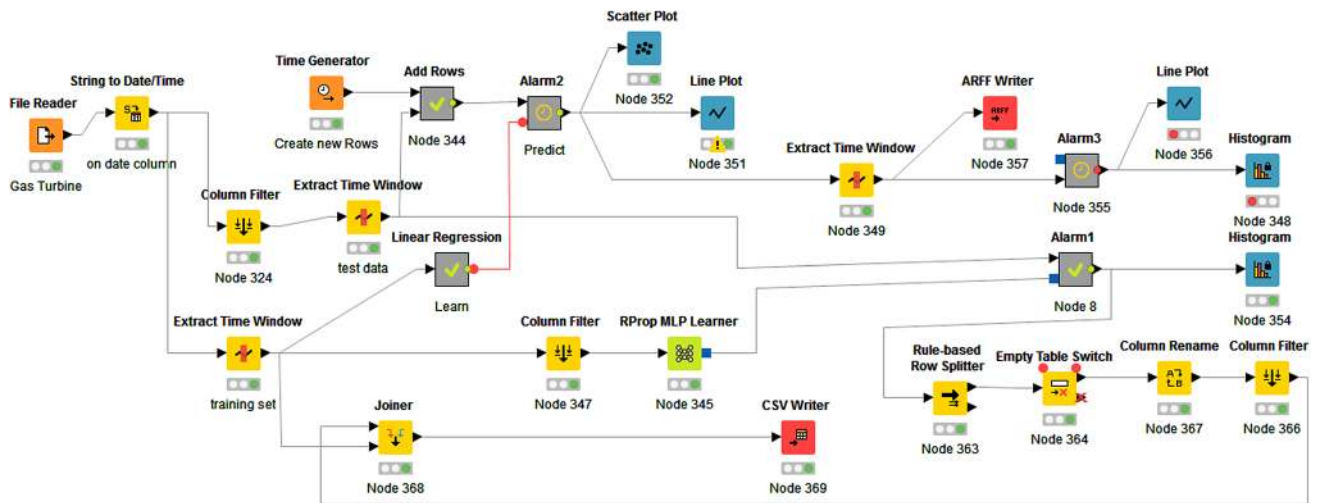 Scatter Plot
Node 352
Time Generator
Create new Rows
Add Rows
Node 344
Alarm2
Predict
Line Plot
Node 351
ARFF Writer
ARFF
Node 357
Line Plot
Node 356
String to Date/Time
S
on date column
File Reader
Gas Turbine
Extract Time Window
Node 349
Alarm3
Node 355
Histogram
Node 348
Column Filter
Node 324
Extract Time Window
test data
Linear Regression
Learn
Alarm1
Node 8
Histogram
Node 354
Extract Time Window
training set
Column Filter
Node 347
RProp MLP Learner
Node 345
Rule-based
Row Splitter
Node 363
Empty Table Switch
Node 364
Column Rename
A
B
Node 367
Column Filter
Node 366
Joiner
Node 368
CSV Writer
Node 369